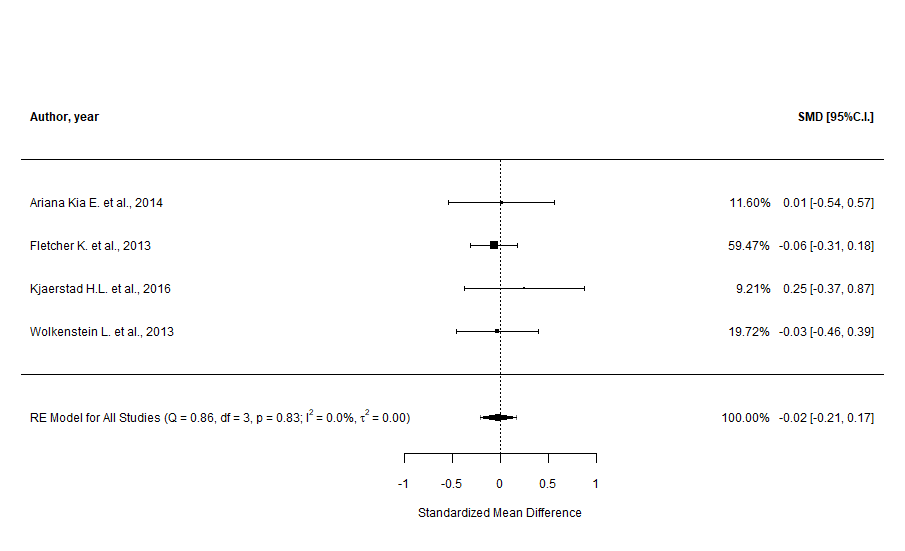 Author, year SMD [95%C.I.]
Ariana Kia E. et al., 2014 11.60% 0.01 [-0.54, 0.57]
Fletcher K. et al., 2013 59.47% -0.06 [-0.31, 0.18]
Kjaerstad H.L. et al., 2016 9.21% 0.25 [-0.37, 0.87]
Wolkenstein L. et al., 2013 19.72% -0.03 [-0.46, 0.39]
RE Model for All Studies (Q = 0.86, df = 3, p = 0.83; I² = 0.0%, τ² = 0.00) 100.00% -0.02 [-0.21, 0.17]
-1 -0.5 0 0.5 1
Standardized Mean Difference